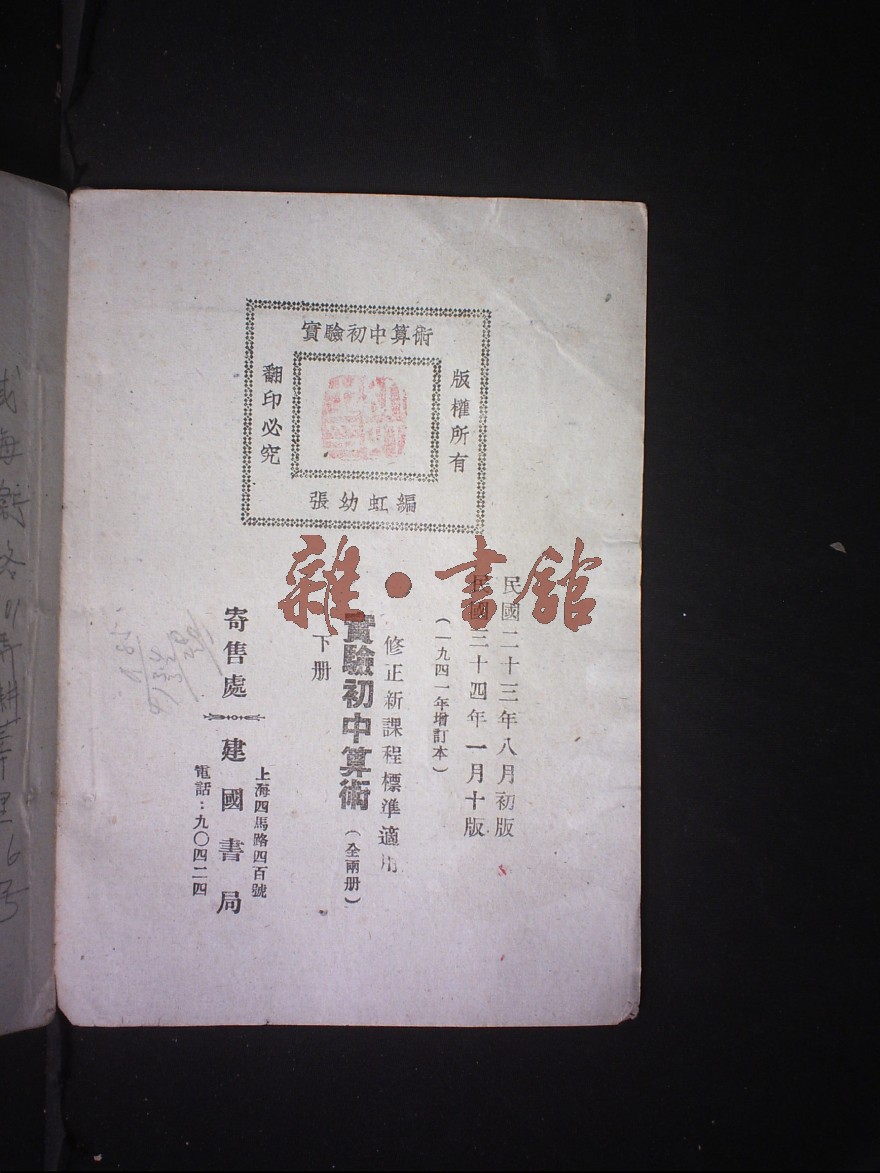 實驗初中算術
版權所有
翻印必究
張幼虹編
雜·書館
民國二十三年八月初版
民國三十四年一月十版
(一九四一年增訂本)
修正新課程標準適用
實驗初中算術(全兩册)
下册
寄售處 建國書局
上海四馬路四百號
電話:九〇四二四